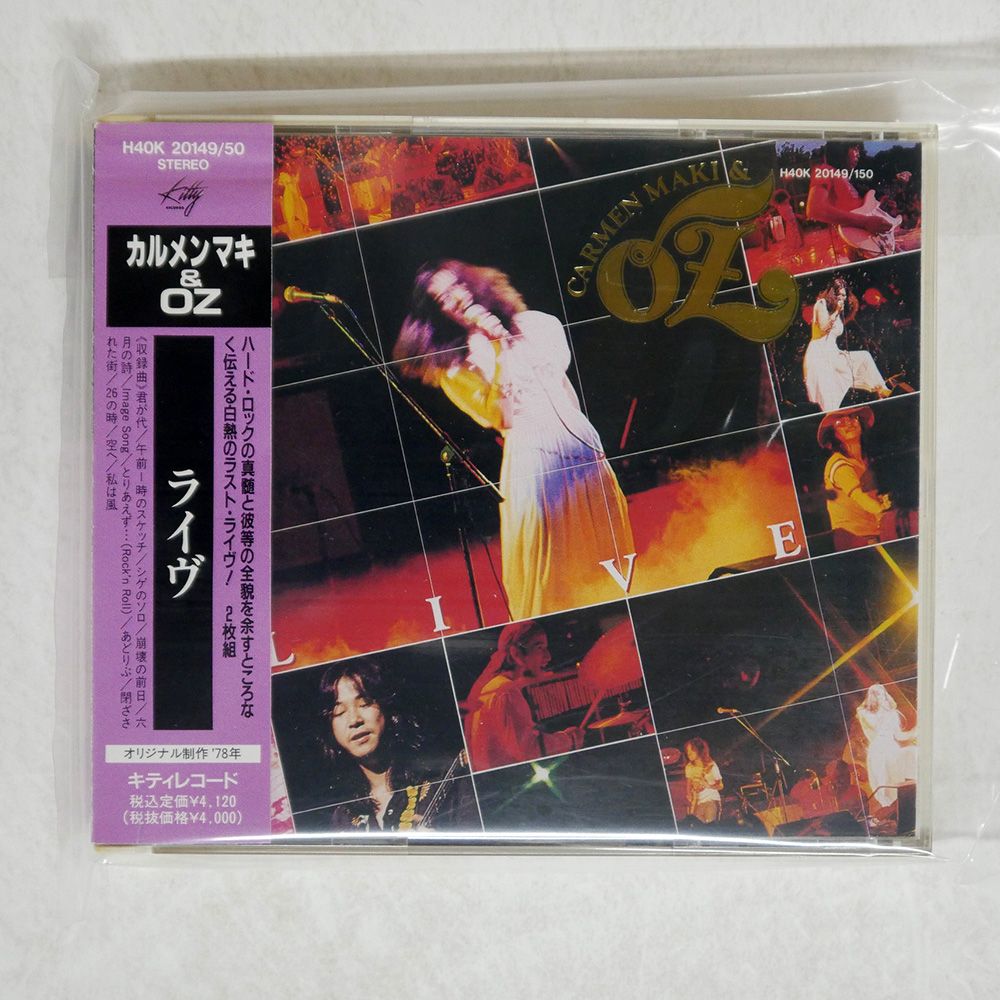 H40K 20149/50
STEREO
Kitty
RECORDS
カルメンマキ
&
OZ
ライヴ
ハード・ロックの真髄と彼等の全貌を余すところな
く伝える白熱のラスト・ライヴ! 2枚組
《収録曲》君が代/午前一時のスケッチ/シゲのソロ/崩壊の前日/六
月の詩/Image Song/とりあえず…(Rock'n Roll)/あとりぶ/閉ざさ
れた街/26の時/空へ/私は風
オリジナル制作 '78年
キティレコード
税込定価¥4,120
(税抜価格¥4,000)
CARMEN MAKI &
OZ
H40K 20149/150
LIVE